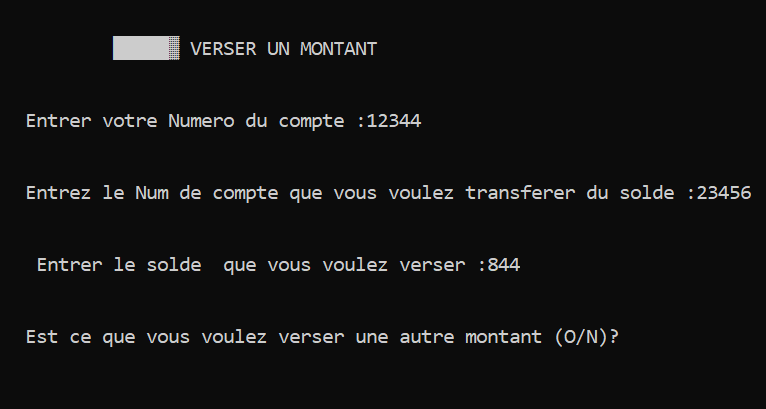 █████▓ VERSER UN MONTANT
Entrer votre Numero du compte :12344
Entrez le Num de compte que vous voulez transferer du solde :23456
Entrer le solde  que vous voulez verser :844
Est ce que vous voulez verser une autre montant (O/N)?